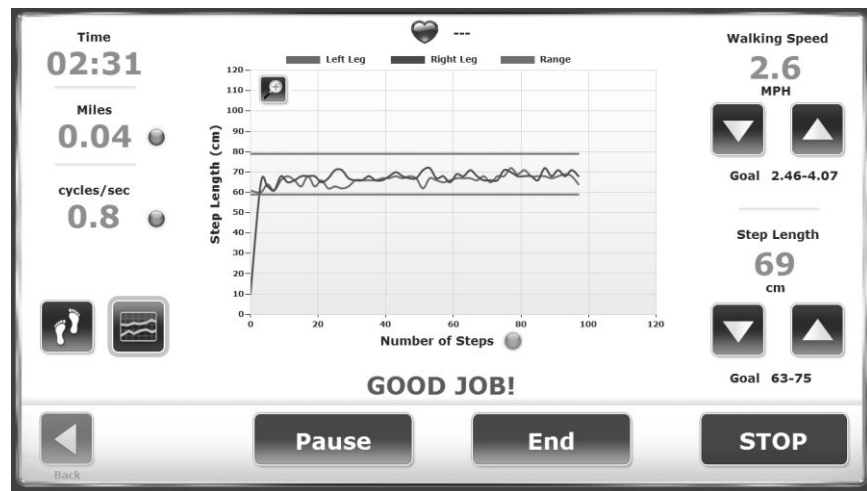 ---
Time
02:31
Miles
0.04
cycles/sec
0.8
Left Leg Right Leg Range
Step Length (cm)
120
110
100
90
80
70
60
50
40
30
20
10
0
0 20 40 60 80 100 120
Number of Steps
GOOD JOB!
Walking Speed
2.6
MPH
Goal 2.46-4.07
Step Length
69
cm
Goal 63-75
Back
Pause
End
STOP